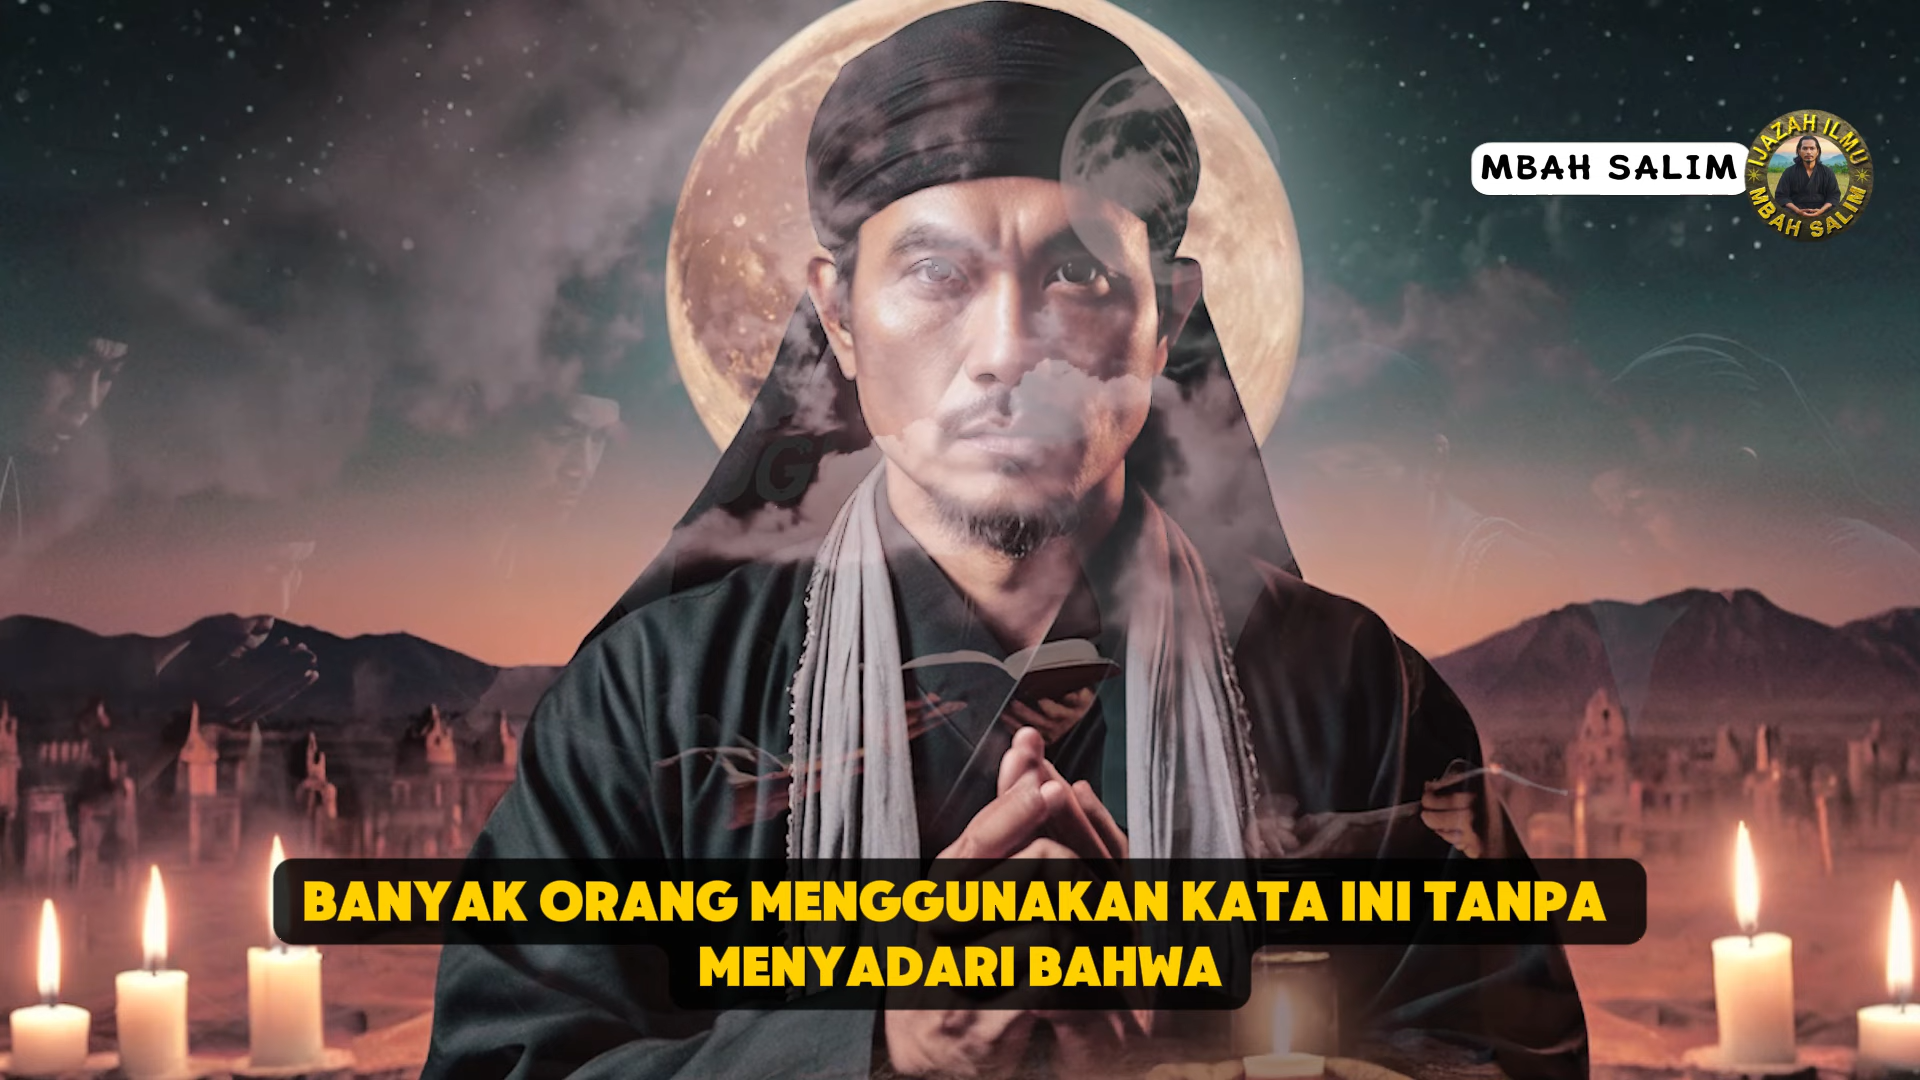 MBAH SALIM
IJAZAH ILMU
MBAH SALIM
BANYAK ORANG MENGGUNAKAN KATA INI TANPA
MENYADARI BAHWA